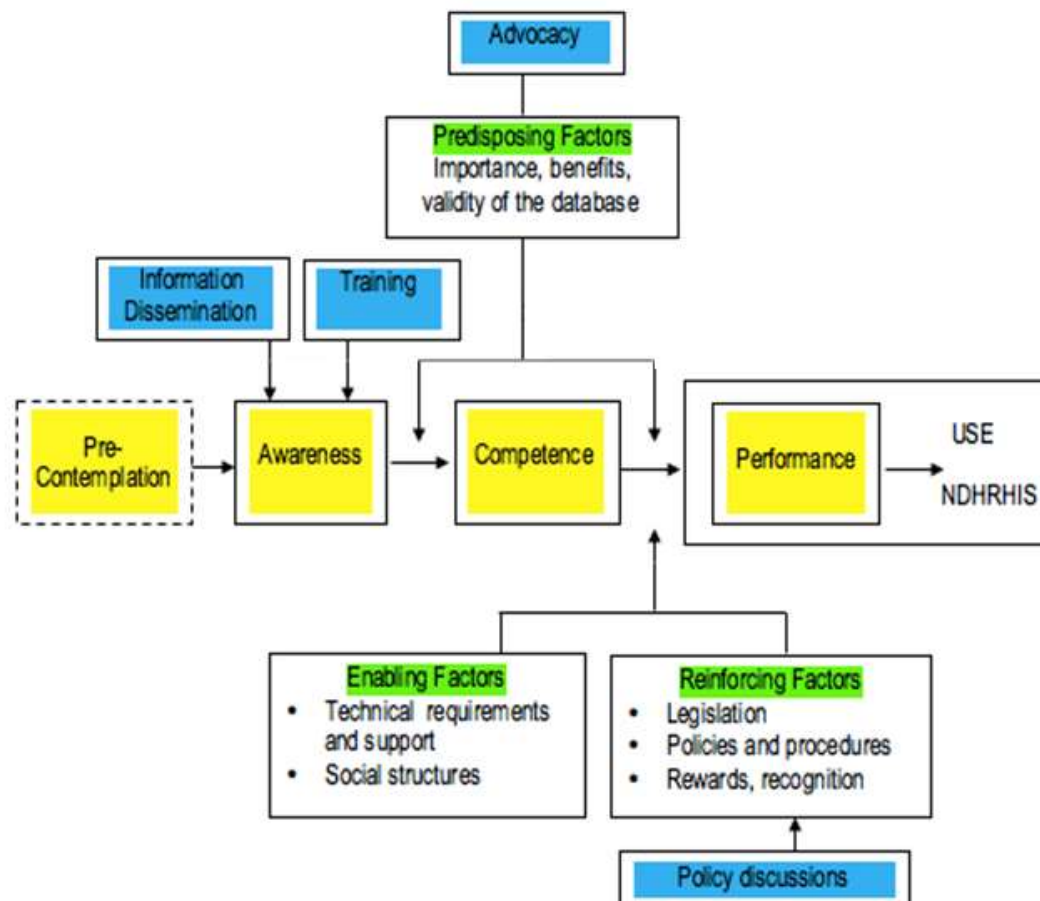 Advocacy
Predisposing Factors
Importance, benefits,
validity of the database
Information
Dissemination
Training
Pre-
Contemplation
Awareness
Competence
Performance
USE
NDHRHIS
Enabling Factors
• Technical requirements
and support
• Social structures
Reinforcing Factors
• Legislation
• Policies and procedures
• Rewards, recognition
Policy discussions